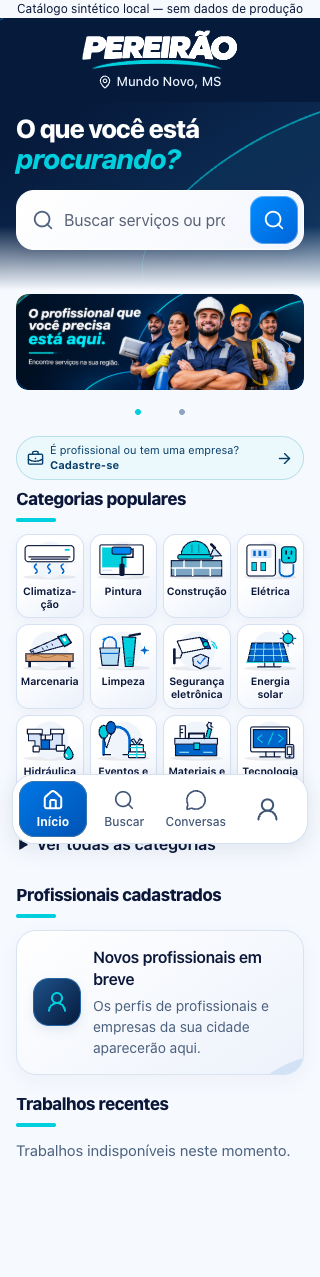 Catálogo sintético local — sem dados de produção
PEREIRÃO
Mundo Novo, MS
O que você está
procurando?
Buscar serviços ou pro
O profissional que
você precisa
está aqui.
Encontre serviços na sua região.
É profissional ou tem uma empresa?
Cadastre-se
Categorias populares
Climatiza-
ção
Pintura
Construção
Elétrica
Marcenaria
Limpeza
Segurança
eletrônica
Energia
solar
Hidráulica
Eventos e
Materiais e
Tecnologia
Início
Buscar
Conversas
Ver todas as categorias
Profissionais cadastrados
Novos profissionais em
breve
Os perfis de profissionais e
empresas da sua cidade
aparecerão aqui.
Trabalhos recentes
Trabalhos indisponíveis neste momento.